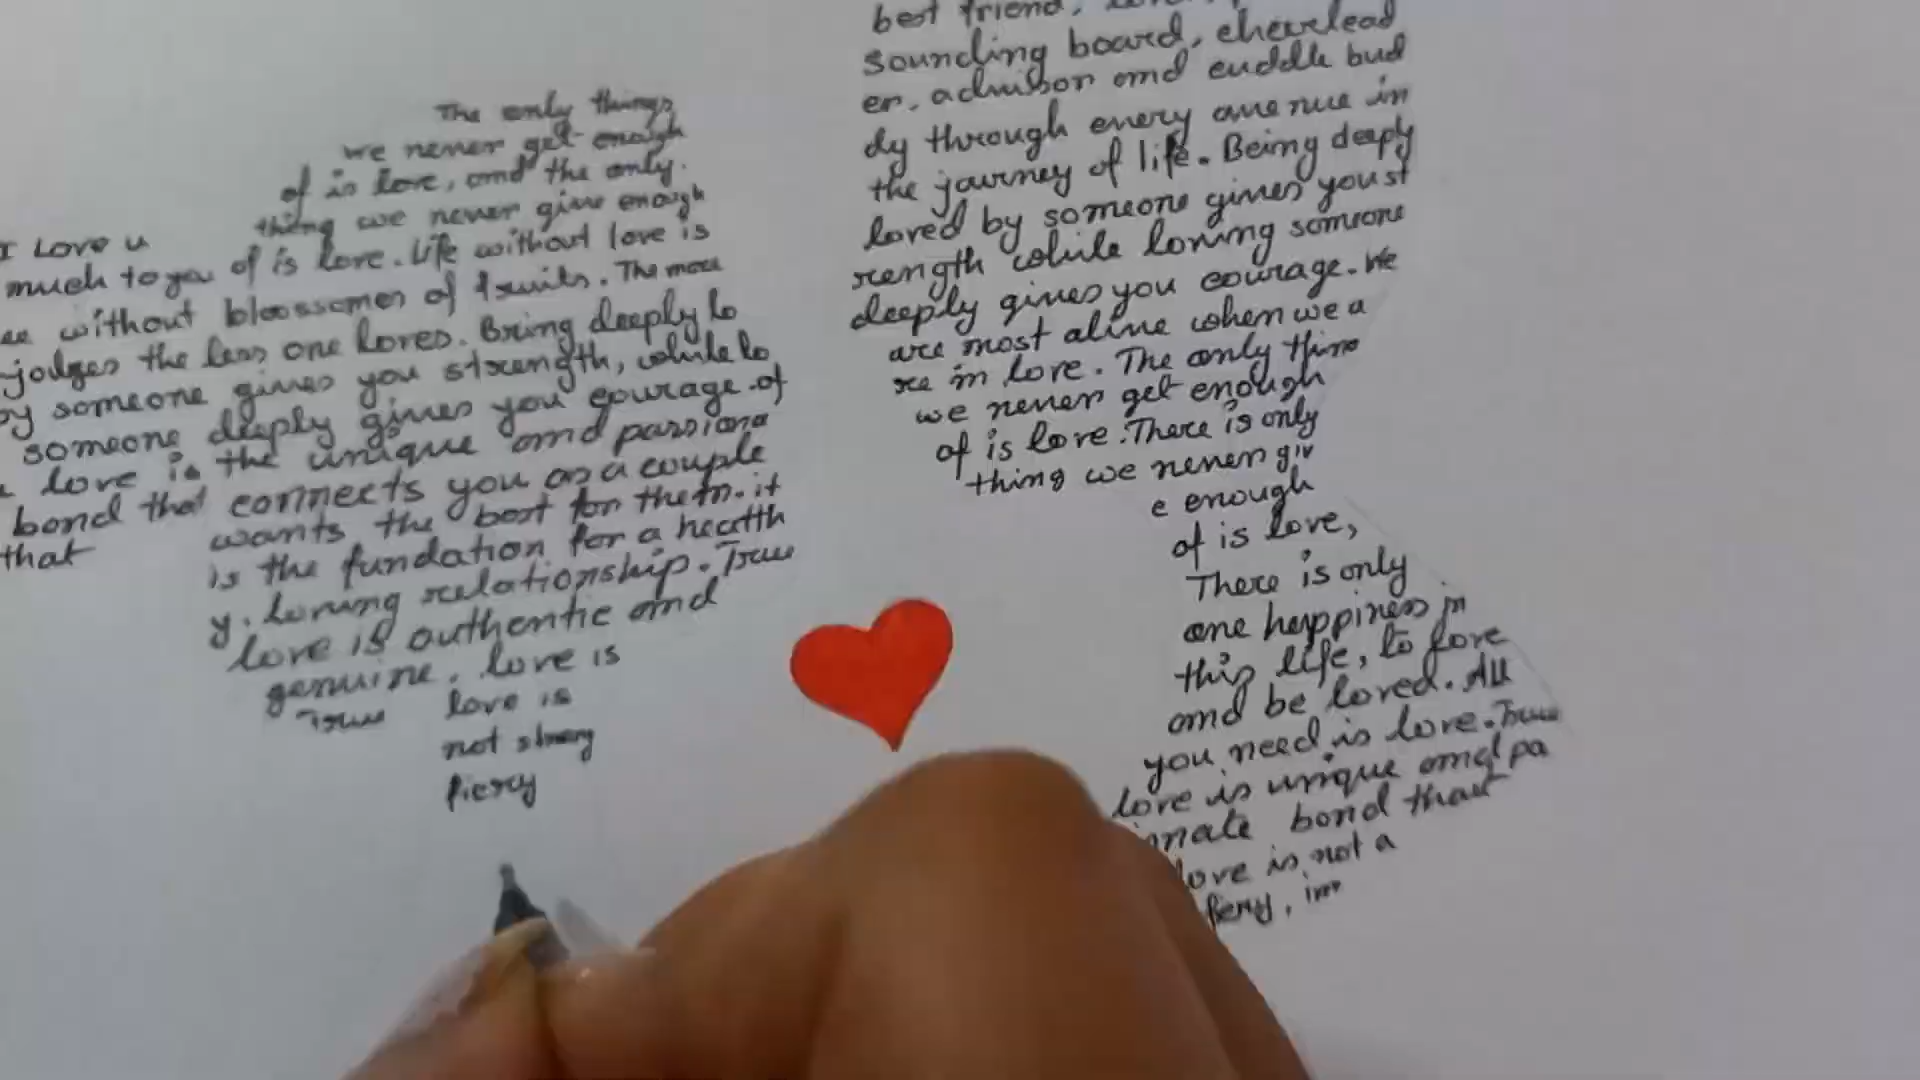 The only things
we never get enough
of is love, and the only.
thing we never give enough
I Love u
much to you of is love. Life without love is
ee without bloossomes of fruits. The more
judges the less one loves. Bring deeply lo
by someone gives you strength, while lo
someone deeply gives you courage. of
love is the unique and passiona
bond that connects you as a couple
that
wants the best for them. it
is the fundation for a health
y. loving relationship. True
love is authentic and
genuine. love is
True love is
not strong
fiery
best friend,
sounding board, cheerlead
er, advisor and cuddle bud
dy through every avenue in
the journey of life. Being deeply
loved by someone gives you st
rength while loving someone
deeply gives you courage. We
are most alive when we a
re in love. The only thing
we never get enough
of is love. There is only
thing we never giv
e enough
of is love,
There is only
one happiness in
this life, to love
and be loved. All
you need is love. True
love is unique and pa
nate bond that
love is not a
fiery, im